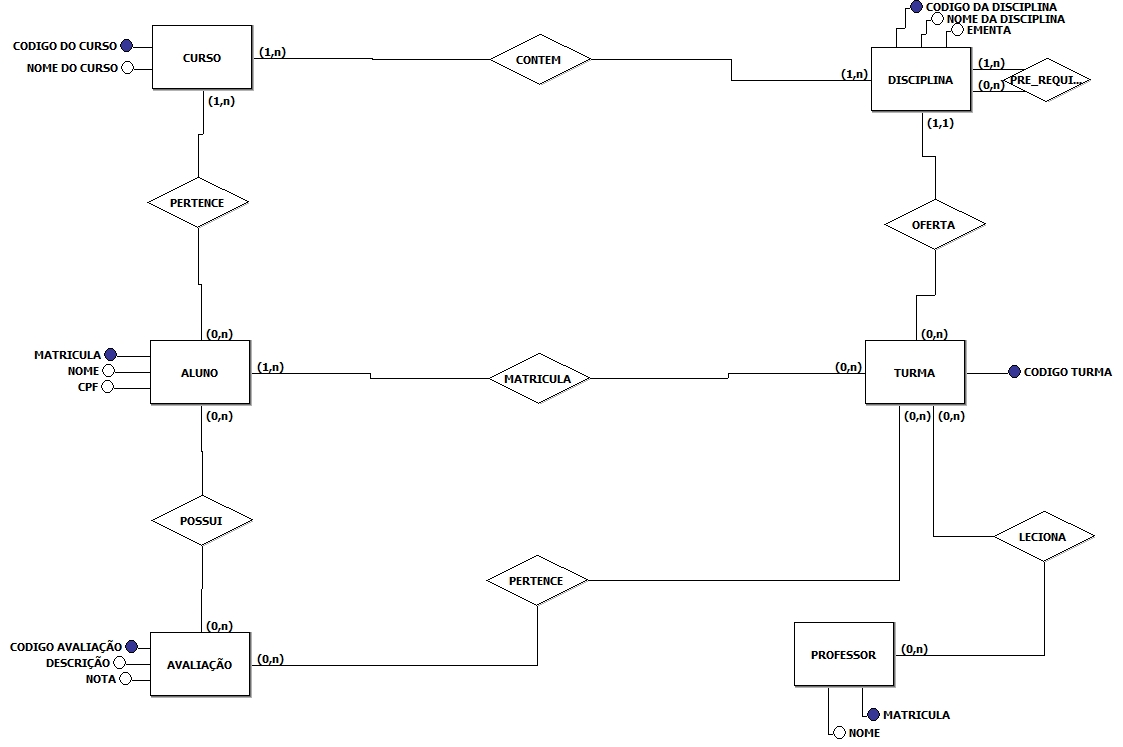 CODIGO DO CURSO
NOME DO CURSO
CURSO
(1,n)
(1,n)
CONTEM
(1,n)
CODIGO DA DISCIPLINA
NOME DA DISCIPLINA
EMENTA
DISCIPLINA
(1,n)
(0,n)
PRE_REQUI...
(1,1)
PERTENCE
OFERTA
(0,n)
(0,n)
MATRICULA
NOME
CPF
ALUNO
(1,n)
MATRICULA
(0,n)
TURMA
CODIGO TURMA
(0,n)
(0,n)
(0,n)
POSSUI
LECIONA
PERTENCE
(0,n)
CODIGO AVALIAÇÃO
DESCRIÇÃO
NOTA
AVALIAÇÃO
(0,n)
PROFESSOR
(0,n)
MATRICULA
NOME